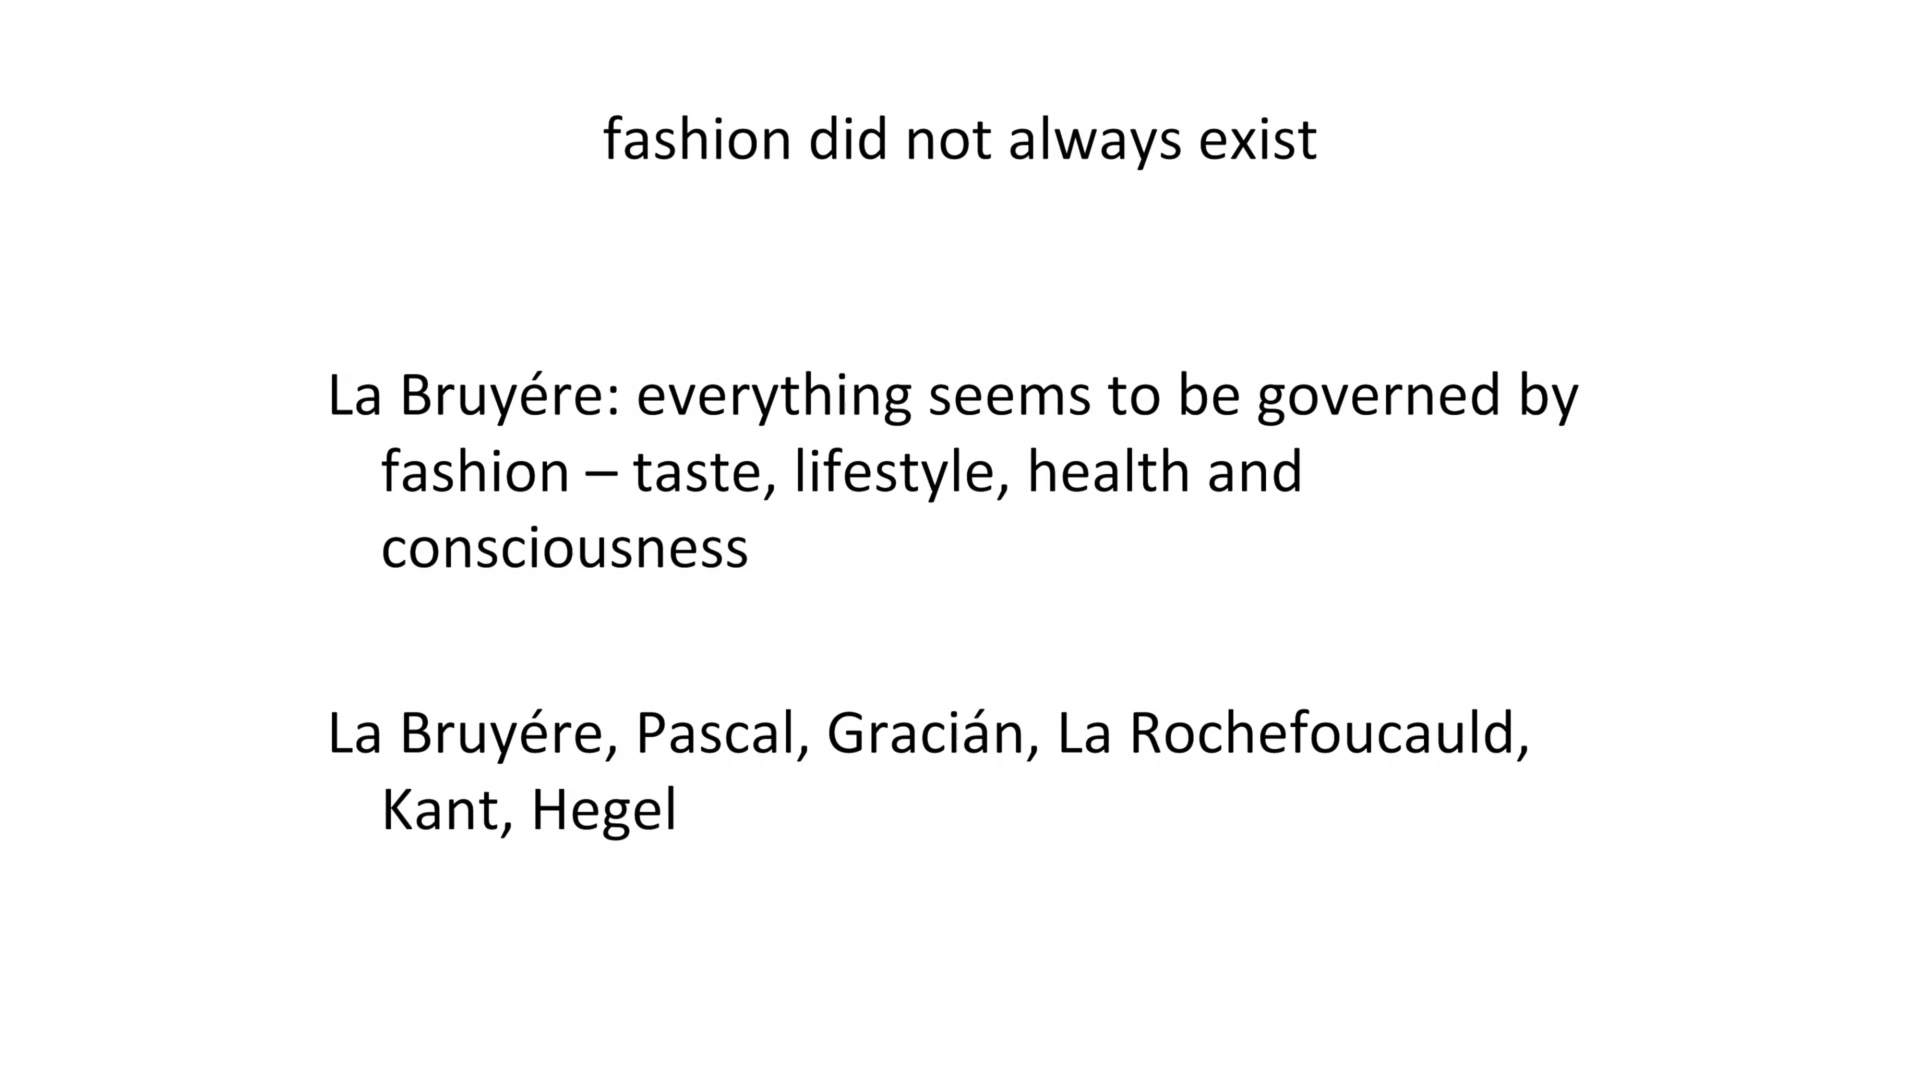 fashion did not always exist
La Bruyére: everything seems to be governed by
fashion – taste, lifestyle, health and
consciousness
La Bruyére, Pascal, Gracián, La Rochefoucauld,
Kant, Hegel